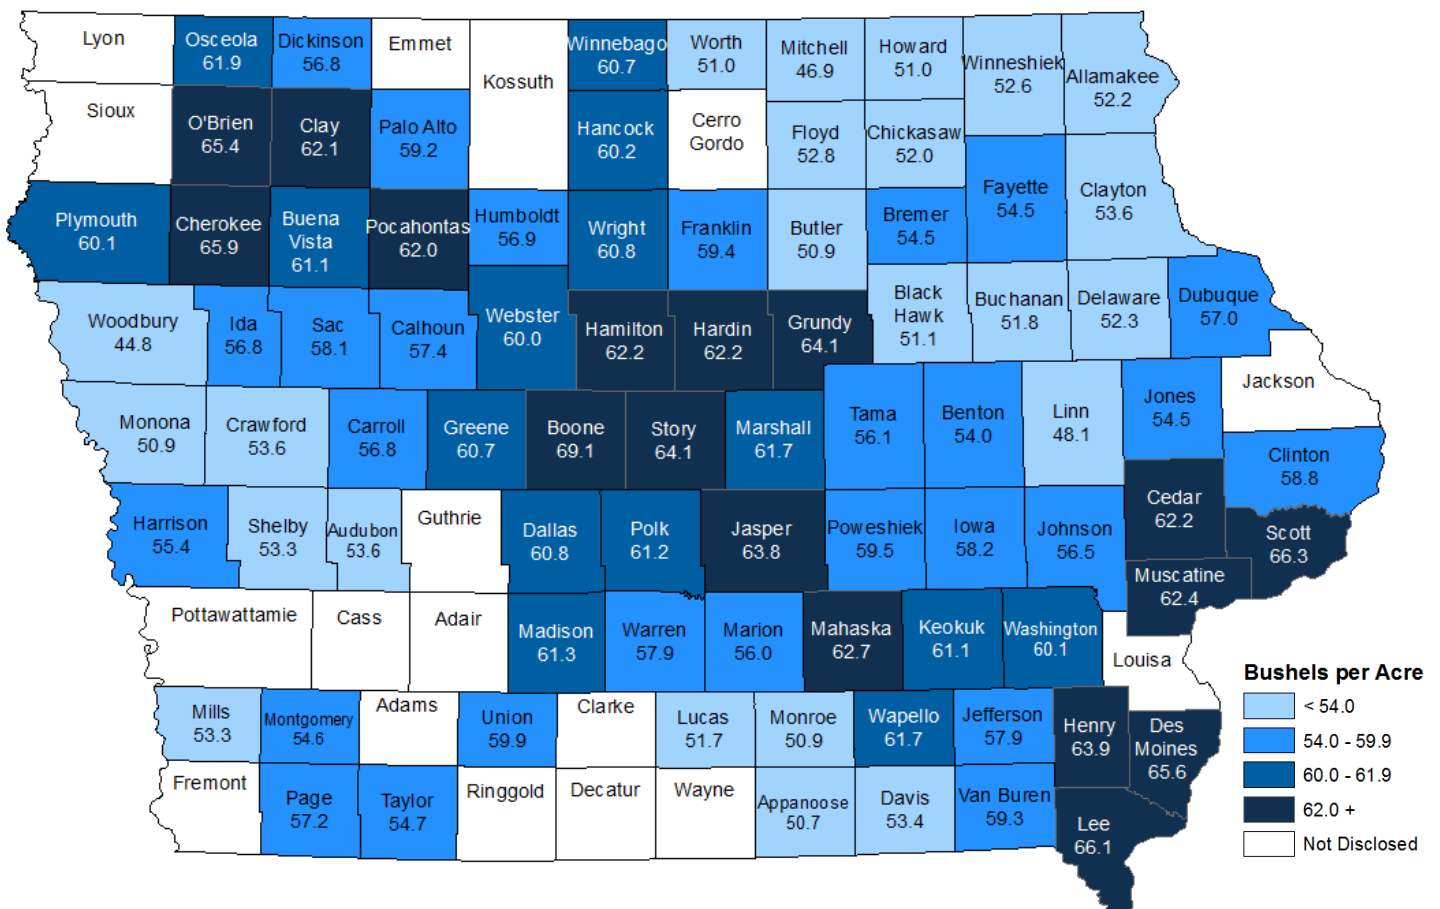 Lyon
Osceola
61.9
Dickinson
56.8
Emmet
Kossuth
Winnebago
60.7
Worth
51.0
Mitchell
46.9
Howard
51.0
Winneshiek
52.6
Allamakee
52.2
Sioux
O'Brien
65.4
Clay
62.1
Palo Alto
59.2
Hancock
60.2
Cerro
Gordo
Floyd
52.8
Chickasaw
52.0
Fayette
54.5
Clayton
53.6
Plymouth
60.1
Cherokee
65.9
Buena
Vista
61.1
Pocahontas
62.0
Humboldt
56.9
Wright
60.8
Franklin
59.4
Butler
50.9
Bremer
54.5
Woodbury
44.8
Ida
56.8
Sac
58.1
Calhoun
57.4
Webster
60.0
Hamilton
62.2
Hardin
62.2
Grundy
64.1
Black
Hawk
51.1
Buchanan
51.8
Delaware
52.3
Dubuque
57.0
Monona
50.9
Crawford
53.6
Carroll
56.8
Greene
60.7
Boone
69.1
Story
64.1
Marshall
61.7
Tama
56.1
Benton
54.0
Linn
48.1
Jones
54.5
Jackson
Clinton
58.8
Harrison
55.4
Shelby
53.3
Audubon
53.6
Guthrie
Dallas
60.8
Polk
61.2
Jasper
63.8
Poweshiek
59.5
Iowa
58.2
Johnson
56.5
Cedar
62.2
Scott
66.3
Muscatine
62.4
Pottawattamie
Cass
Adair
Madison
61.3
Warren
57.9
Marion
56.0
Mahaska
62.7
Keokuk
61.1
Washington
60.1
Louisa
Mills
53.3
Montgomery
54.6
Adams
Union
59.9
Clarke
Lucas
51.7
Monroe
50.9
Wapello
61.7
Jefferson
57.9
Henry
63.9
Des
Moines
65.6
Fremont
Page
57.2
Taylor
54.7
Ringgold
Decatur
Wayne
Appanoose
50.7
Davis
53.4
Van Buren
59.3
Lee
66.1
Bushels per Acre
< 54.0
54.0 - 59.9
60.0 - 61.9
62.0 +
Not Disclosed